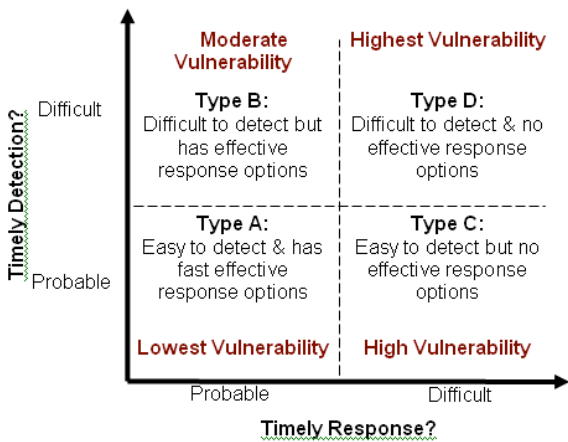 Moderate
Vulnerability
Highest Vulnerability
Timely Detection?
Difficult
Type B:
Difficult to detect but
has effective
response options
Type D:
Difficult to detect & no
effective response
options
Probable
Type A:
Easy to detect & has
fast effective
response options
Type C:
Easy to detect but no
effective response
options
Lowest Vulnerability
High Vulnerability
Probable
Difficult
Timely Response?